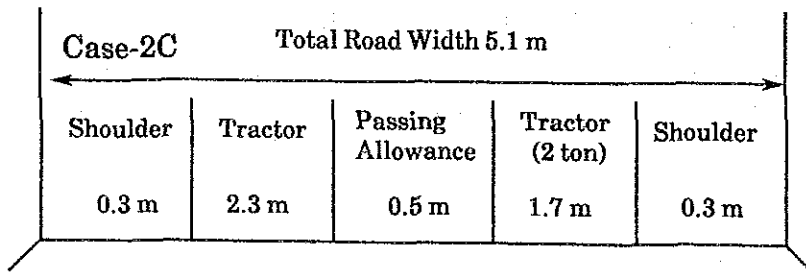 Case-2C
Total Road Width 5.1 m
Shoulder
Tractor
Passing
Allowance
Tractor
(2 ton)
Shoulder
0.3 m
2.3 m
0.5 m
1.7 m
0.3 m